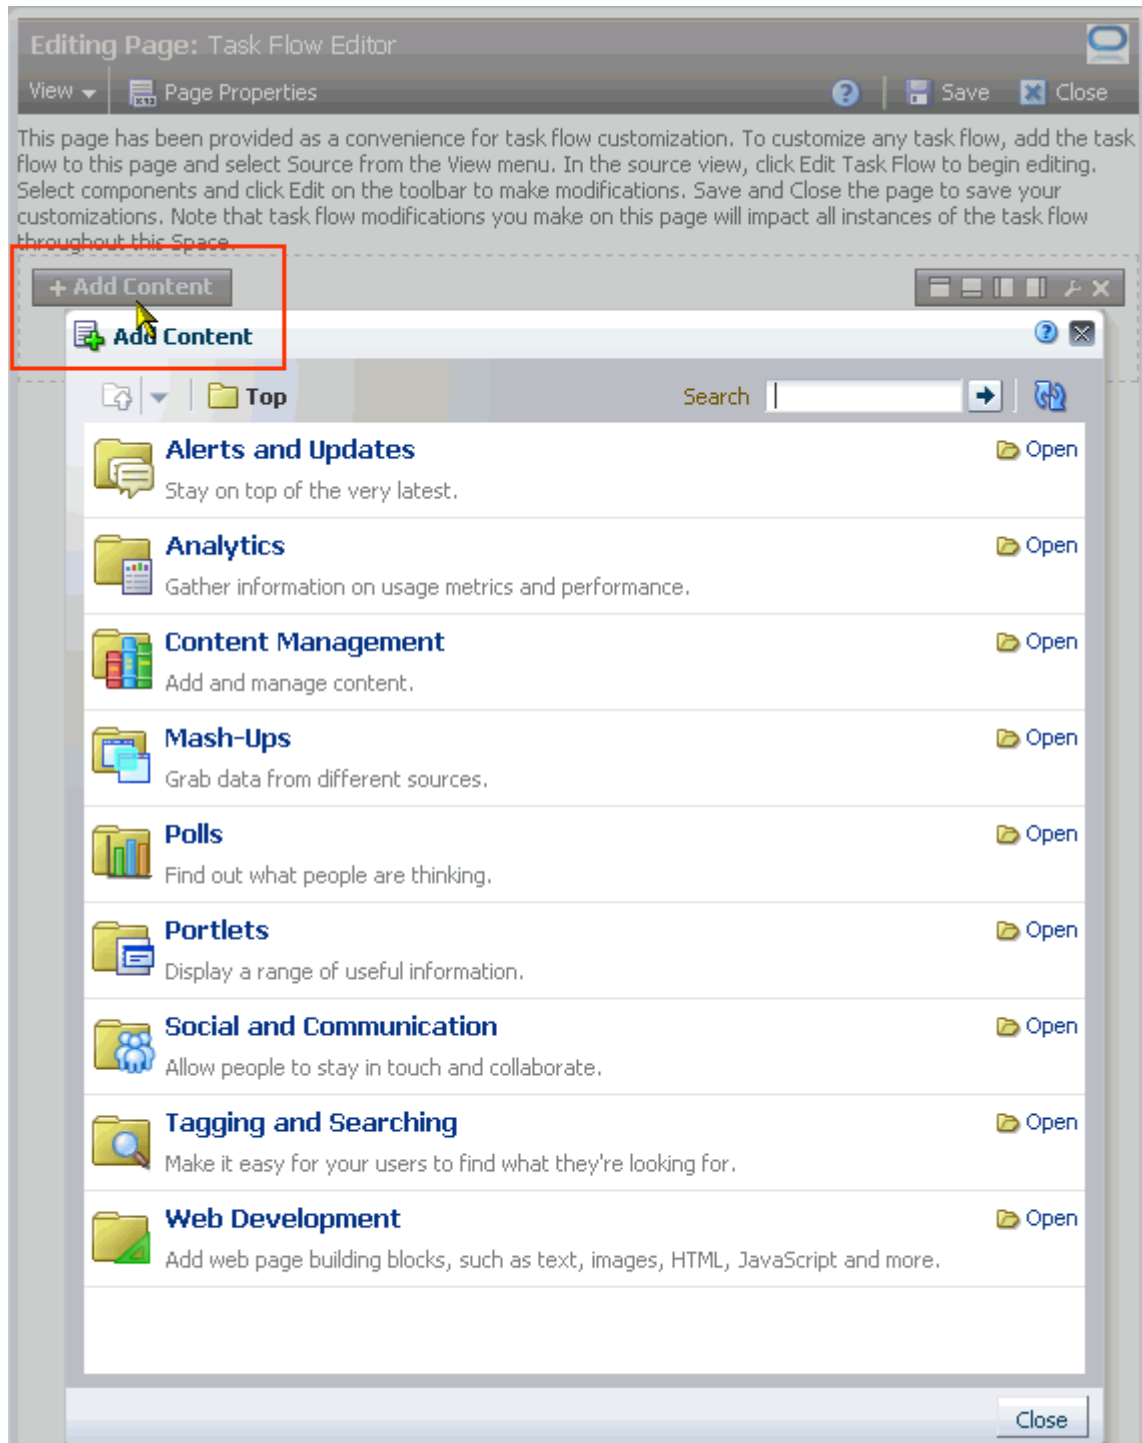 Editing Page: Task Flow Editor
View Page Properties Save Close
This page has been provided as a convenience for task flow customization. To customize any task flow, add the task
flow to this page and select Source from the View menu. In the source view, click Edit Task Flow to begin editing.
Select components and click Edit on the toolbar to make modifications. Save and Close the page to save your
customizations. Note that task flow modifications you make on this page will impact all instances of the task flow
throughout this Space.
+ Add Content
Add Content
Top Search
Alerts and Updates Open
Stay on top of the very latest.
Analytics Open
Gather information on usage metrics and performance.
Content Management Open
Add and manage content.
Mash-Ups Open
Grab data from different sources.
Polls Open
Find out what people are thinking.
Portlets Open
Display a range of useful information.
Social and Communication Open
Allow people to stay in touch and collaborate.
Tagging and Searching Open
Make it easy for your users to find what they're looking for.
Web Development Open
Add web page building blocks, such as text, images, HTML, JavaScript and more.
Close